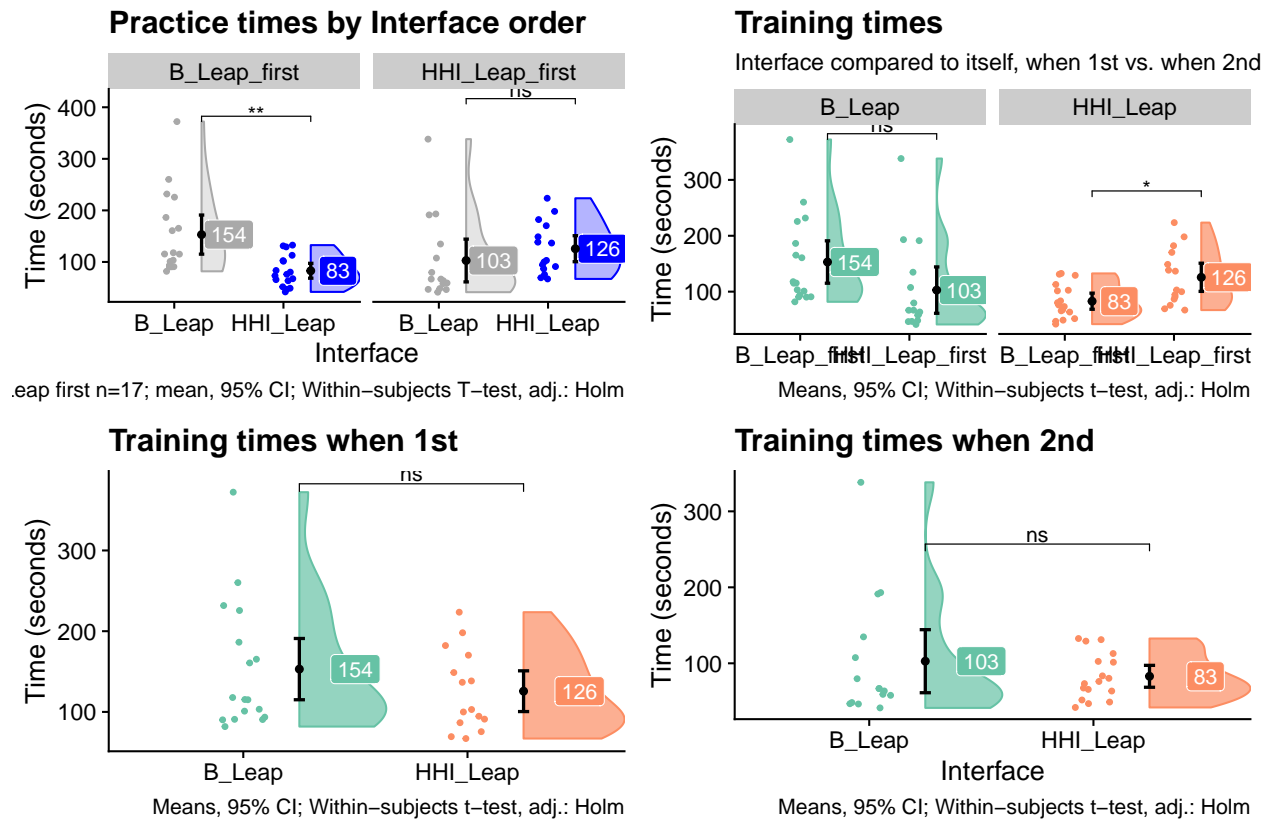 Practice times by Interface order
B_Leap_first
HHI_Leap_first
Time (seconds)
400
300
200
100
**
ns
154
83
103
126
B_Leap
HHI_Leap
B_Leap
HHI_Leap
Interface
eap first n=17; mean, 95% CI; Within−subjects T−test, adj.: Holm
Training times
Interface compared to itself, when 1st vs. when 2nd
B_Leap
HHI_Leap
Time (seconds)
300
200
100
ns
*
154
103
83
126
B_Leap_first
HHI_Leap_first
B_Leap_first
HHI_Leap_first
Means, 95% CI; Within−subjects t−test, adj.: Holm
Training times when 1st
Time (seconds)
300
200
100
ns
154
126
B_Leap
HHI_Leap
Means, 95% CI; Within−subjects t−test, adj.: Holm
Training times when 2nd
Time (seconds)
300
200
100
ns
103
83
B_Leap
HHI_Leap
Interface
Means, 95% CI; Within−subjects t−test, adj.: Holm